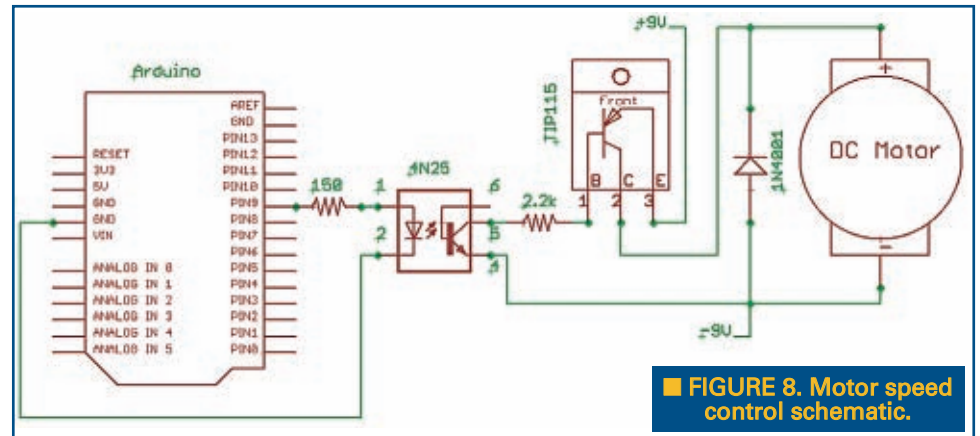 Arduino
AREF
GND
PIN13
PIN12
PIN11
PIN10
PIN9
PIN8
PIN7
PIN6
PIN5
PIN4
PIN3
PIN2
PIN1
PIN0
RESET
3V3
5V
GND
GND
VIN
ANALOG IN 0
ANALOG IN 1
ANALOG IN 2
ANALOG IN 3
ANALOG IN 4
ANALOG IN 5
150
1
2
4N25
6
5
4
2.2k
TIP115
front
B C E
1 2 3
+9V
-9V
1N4001
+
DC Motor
-
■ FIGURE 8. Motor speed
control schematic.